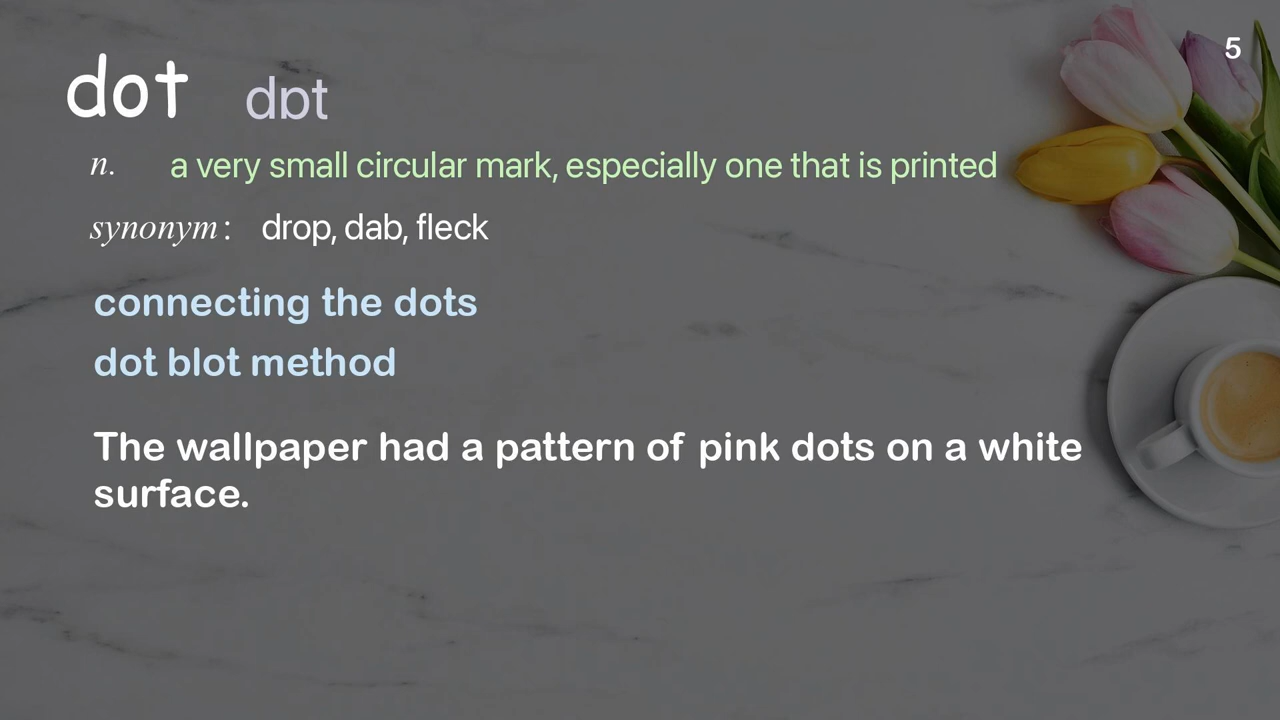 5
dot dɒt
n. a very small circular mark, especially one that is printed
synonym: drop, dab, fleck
connecting the dots
dot blot method
The wallpaper had a pattern of pink dots on a white
surface.